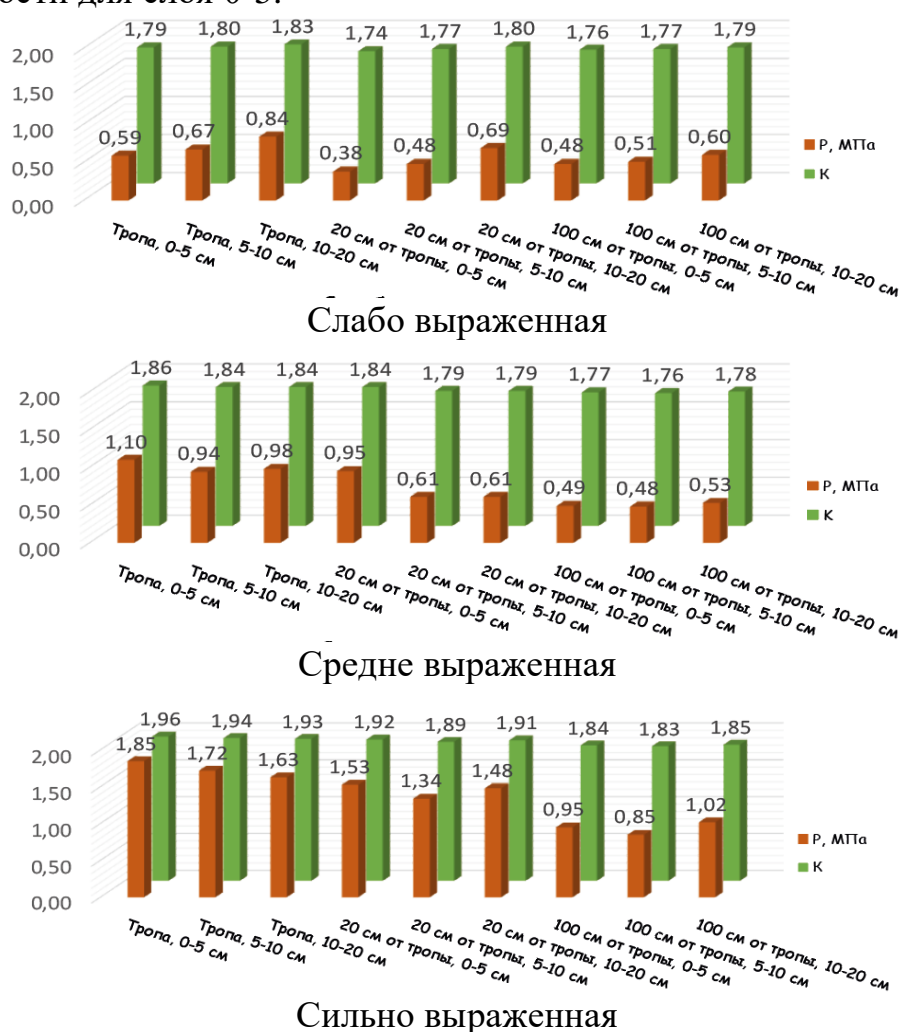 ости для слоя 0-5.
1,79 1,80 1,83 1,74 1,77 1,80 1,76 1,77 1,79
2,00
1,50
1,00
0,50
0,00
0,59 0,67 0,84 0,38 0,48 0,69 0,48 0,51 0,60
Р, МПа
К
Тропа, 0-5 см
Тропа, 5-10 см
Тропа, 10-20 см
20 см от тропы, 0-5 см
20 см от тропы, 5-10 см
20 см от тропы, 10-20 см
100 см от тропы, 0-5 см
100 см от тропы, 5-10 см
100 см от тропы, 10-20 см
Слабо выраженная
1,86 1,84 1,84 1,84 1,79 1,79 1,77 1,76 1,78
2,00
1,50
1,00
0,50
0,00
1,10 0,94 0,98 0,95 0,61 0,61 0,49 0,48 0,53
Р, МПа
К
Тропа, 0-5 см
Тропа, 5-10 см
Тропа, 10-20 см
20 см от тропы, 0-5 см
20 см от тропы, 5-10 см
20 см от тропы, 10-20 см
100 см от тропы, 0-5 см
100 см от тропы, 5-10 см
100 см от тропы, 10-20 см
Средне выраженная
1,96 1,94 1,93 1,92 1,89 1,91 1,84 1,83 1,85
2,00
1,50
1,00
0,50
0,00
1,85 1,72 1,63 1,53 1,34 1,48 0,95 0,85 1,02
Р, МПа
К
Тропа, 0-5 см
Тропа, 5-10 см
Тропа, 10-20 см
20 см от тропы, 0-5 см
20 см от тропы, 5-10 см
20 см от тропы, 10-20 см
100 см от тропы, 0-5 см
100 см от тропы, 5-10 см
100 см от тропы, 10-20 см
Сильно выраженная